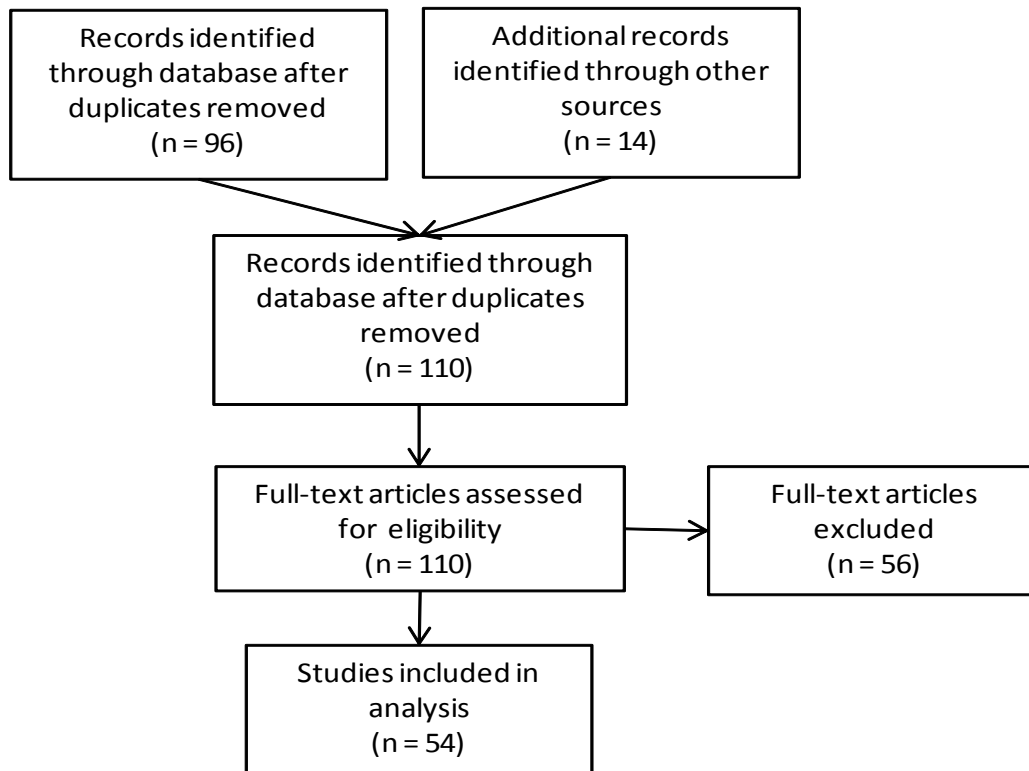 Records identified
through database after
duplicates removed
(n = 96)
Additional records
identified through other
sources
(n = 14)
Records identified through
database after duplicates
removed
(n = 110)
Full-text articles assessed
for eligibility
(n = 110)
Full-text articles
excluded
(n = 56)
Studies included in
analysis
(n = 54)